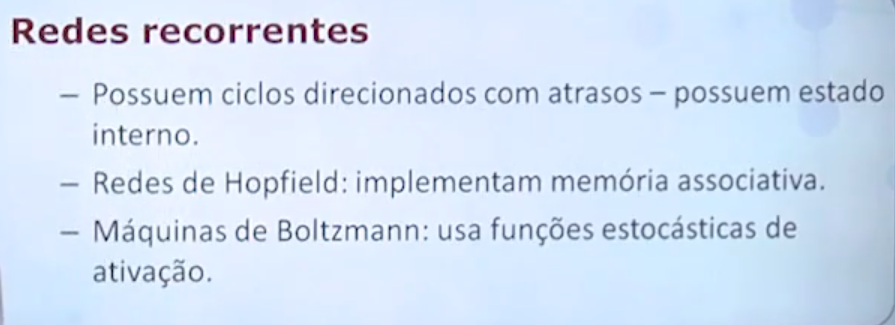 Redes recorrentes
– Possuem ciclos direcionados com atrasos – possuem estado
interno.
– Redes de Hopfield: implementam memória associativa.
– Máquinas de Boltzmann: usa funções estocásticas de
ativação.